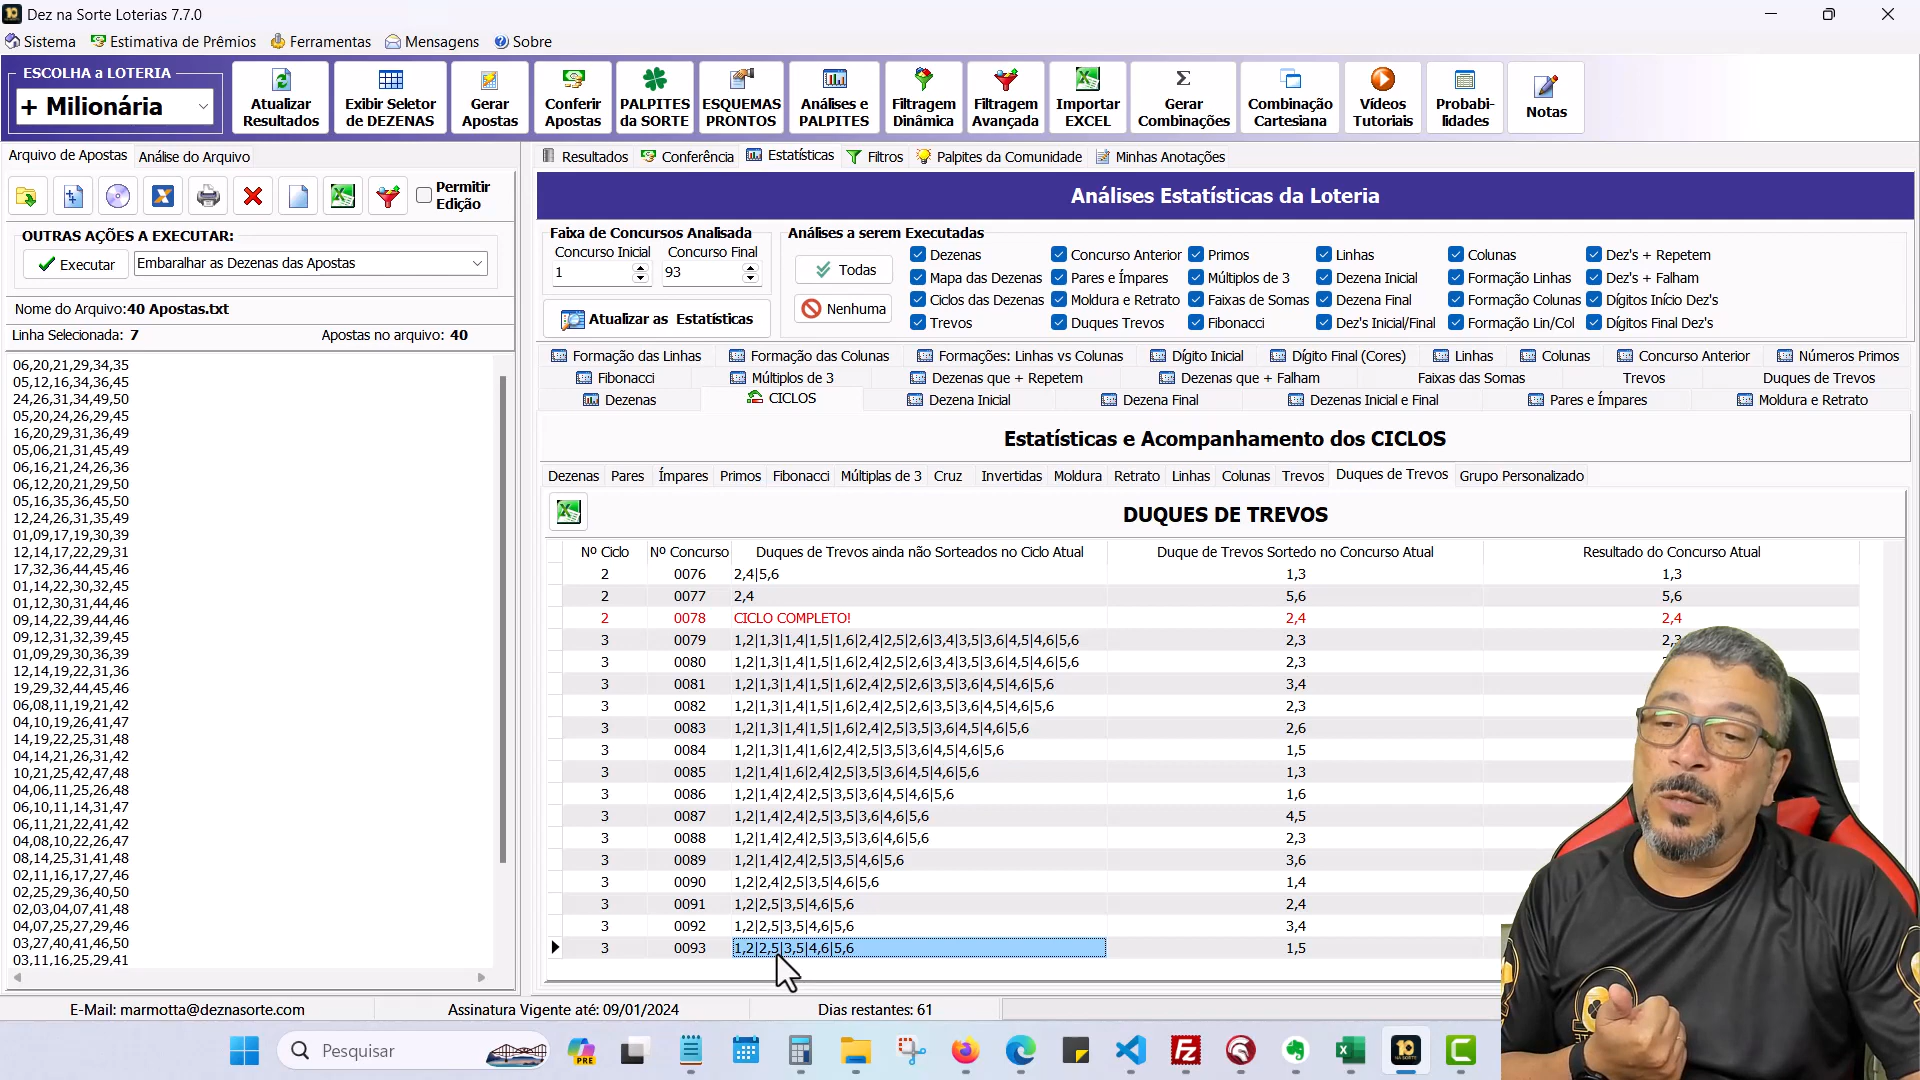 Dez na Sorte Loterias 7.7.0
Sistema Estimativa de Prêmios Ferramentas Mensagens Sobre
ESCOLHA a LOTERIA
+ Milionária
Atualizar Resultados
Exibir Seletor de DEZENAS
Gerar Apostas
Conferir Apostas
PALPITES da SORTE
ESQUEMAS PRONTOS
Análises e PALPITES
Filtragem Dinâmica
Filtragem Avançada
Importar EXCEL
Gerar Combinações
Combinação Cartesiana
Vídeos Tutoriais
Probabi-lidades
Notas
Arquivo de Apostas Análise do Arquivo
Permitir Edição
OUTRAS AÇÕES A EXECUTAR:
Executar Embaralhar as Dezenas das Apostas
Nome do Arquivo:40 Apostas.txt
Linha Selecionada: 7 Apostas no arquivo: 40
06,20,21,29,34,35
05,12,16,34,36,45
24,26,31,34,49,50
05,20,24,26,29,45
16,20,29,31,36,49
05,06,21,31,45,49
06,16,21,24,26,36
06,12,20,21,29,50
05,16,35,36,45,50
12,24,26,31,35,49
01,09,17,19,30,39
12,14,17,22,29,31
17,32,36,44,45,46
01,14,22,30,32,45
01,12,30,31,44,46
09,14,22,39,44,46
09,12,31,32,39,45
01,09,29,30,36,39
12,14,19,22,31,36
19,29,32,44,45,46
06,08,11,19,21,42
04,10,19,26,41,47
14,19,22,25,31,48
04,14,21,26,31,42
10,21,25,42,47,48
04,06,11,25,26,48
06,10,11,14,31,47
06,11,21,22,41,42
04,08,10,22,26,47
08,14,25,31,41,48
02,11,16,17,27,46
02,25,29,36,40,50
02,03,04,07,41,48
04,07,25,27,29,46
03,27,40,41,46,50
03,11,16,25,29,41
Resultados Conferência Estatísticas Filtros Palpites da Comunidade Minhas Anotações
Análises Estatísticas da Loteria
Faixa de Concursos Analisada
Concurso Inicial Concurso Final
1 93
Atualizar as Estatísticas
Análises a serem Executadas
Todas
Nenhuma
Dezenas Concurso Anterior Primos Linhas Colunas Dez's + Repetem
Mapa das Dezenas Pares e Ímpares Múltiplos de 3 Dezena Inicial Formação Linhas Dez's + Falham
Ciclos das Dezenas Moldura e Retrato Faixas de Somas Dezena Final Formação Colunas Dígitos Início Dez's
Trevos Duques Trevos Fibonacci Dez's Inicial/Final Formação Lin/Col Dígitos Final Dez's
Formação das Linhas Formação das Colunas Formações: Linhas vs Colunas Dígito Inicial Dígito Final (Cores) Linhas Colunas Concurso Anterior Números Primos
Fibonacci Múltiplos de 3 Dezenas que + Repetem Dezenas que + Falham Faixas das Somas Trevos Duques de Trevos
Dezenas CICLOS Dezena Inicial Dezena Final Dezenas Inicial e Final Pares e Ímpares Moldura e Retrato
Estatísticas e Acompanhamento dos CICLOS
Dezenas Pares Ímpares Primos Fibonacci Múltiplas de 3 Cruz Invertidas Moldura Retrato Linhas Colunas Trevos Duques de Trevos Grupo Personalizado
DUQUES DE TREVOS
Nº Ciclo Nº Concurso Duques de Trevos ainda não Sorteados no Ciclo Atual Duque de Trevos Sortedo no Concurso Atual Resultado do Concurso Atual
2 0076 2,4|5,6 1,3 1,3
2 0077 2,4 5,6 5,6
2 0078 CICLO COMPLETO! 2,4 2,4
3 0079 1,2|1,3|1,4|1,5|1,6|2,4|2,5|2,6|3,4|3,5|3,6|4,5|4,6|5,6 2,3 2,3
3 0080 1,2|1,3|1,4|1,5|1,6|2,4|2,5|2,6|3,4|3,5|3,6|4,5|4,6|5,6 2,3
3 0081 1,2|1,3|1,4|1,5|1,6|2,4|2,5|2,6|3,5|3,6|4,5|4,6|5,6 3,4
3 0082 1,2|1,3|1,4|1,5|1,6|2,4|2,5|2,6|3,5|3,6|4,5|4,6|5,6 2,3
3 0083 1,2|1,3|1,4|1,5|1,6|2,4|2,5|3,5|3,6|4,5|4,6|5,6 2,6
3 0084 1,2|1,3|1,4|1,6|2,4|2,5|3,5|3,6|4,5|4,6|5,6 1,5
3 0085 1,2|1,4|1,6|2,4|2,5|3,5|3,6|4,5|4,6|5,6 1,3
3 0086 1,2|1,4|2,4|2,5|3,5|3,6|4,5|4,6|5,6 1,6
3 0087 1,2|1,4|2,4|2,5|3,5|3,6|4,6|5,6 4,5
3 0088 1,2|1,4|2,4|2,5|3,5|3,6|4,6|5,6 2,3
3 0089 1,2|1,4|2,4|2,5|3,5|4,6|5,6 3,6
3 0090 1,2|2,4|2,5|3,5|4,6|5,6 1,4
3 0091 1,2|2,5|3,5|4,6|5,6 2,4
3 0092 1,2|2,5|3,5|4,6|5,6 3,4
3 0093 1,2|2,5|3,5|4,6|5,6 1,5
E-Mail: marmotta@deznasorte.com Assinatura Vigente até: 09/01/2024 Dias restantes: 61
Pesquisar
PRE